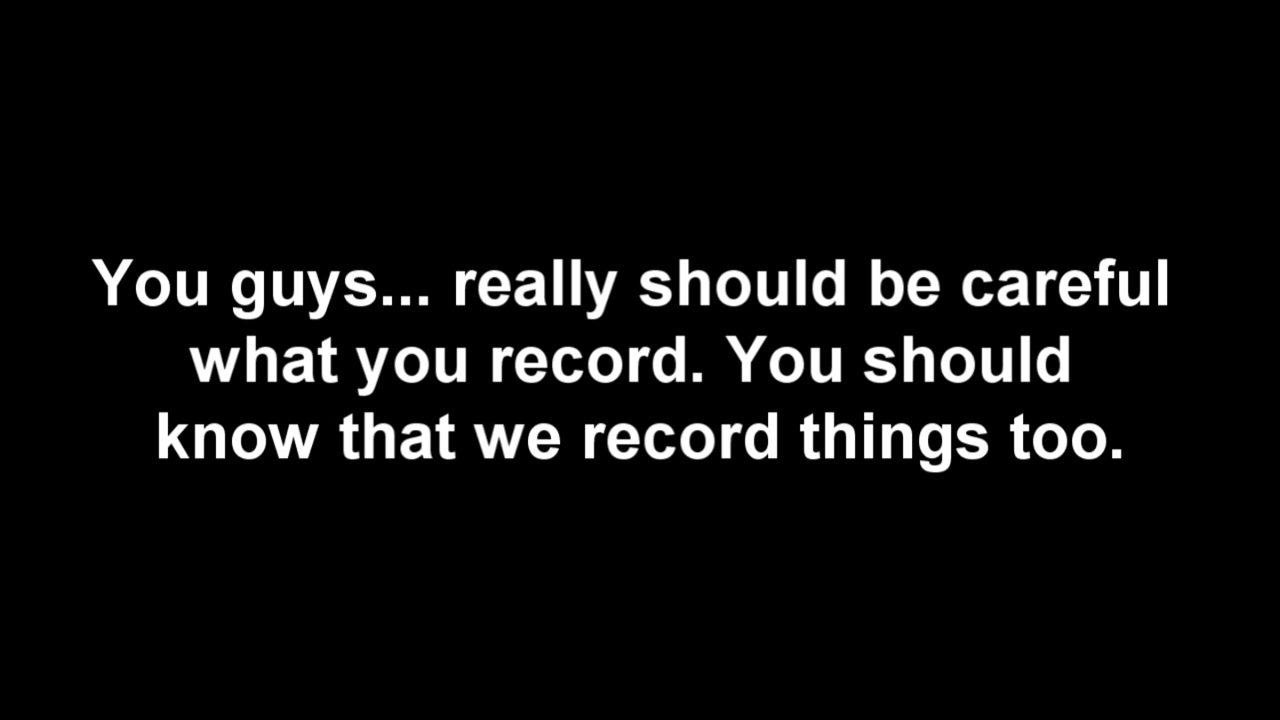 You guys... really should be careful
what you record. You should
know that we record things too.